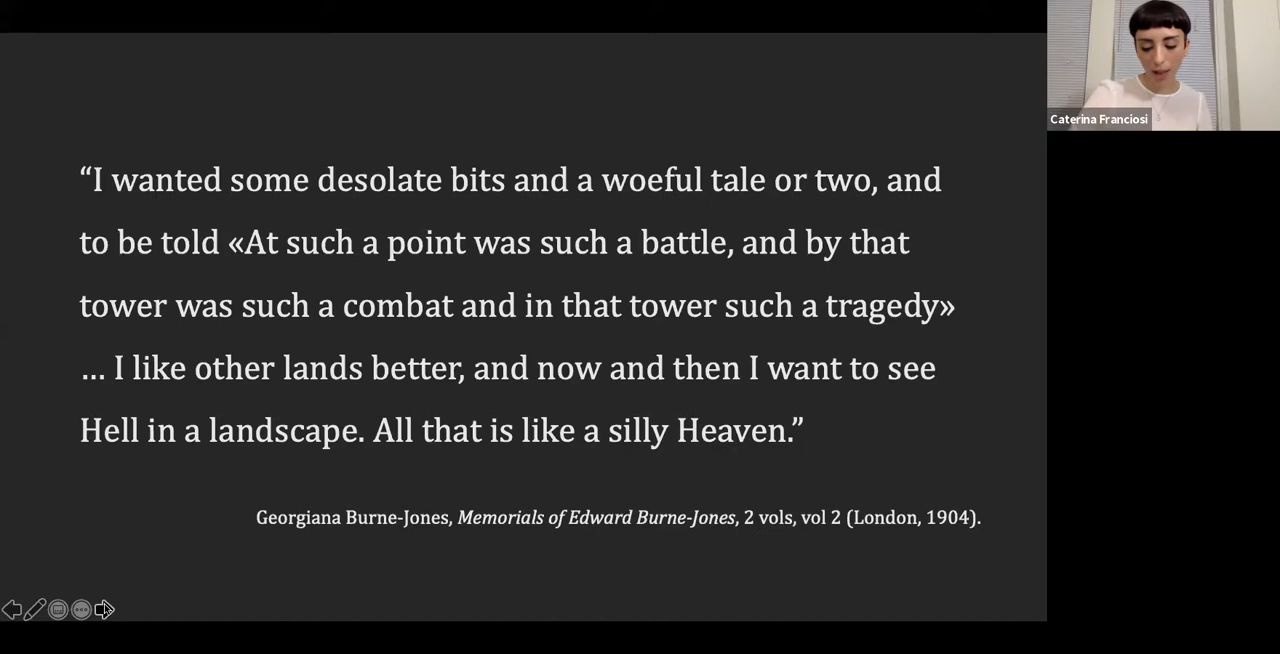 Caterina Franciosi
“I wanted some desolate bits and a woeful tale or two, and
to be told «At such a point was such a battle, and by that
tower was such a combat and in that tower such a tragedy»
... I like other lands better, and now and then I want to see
Hell in a landscape. All that is like a silly Heaven.”
Georgiana Burne-Jones, Memorials of Edward Burne-Jones, 2 vols, vol 2 (London, 1904).